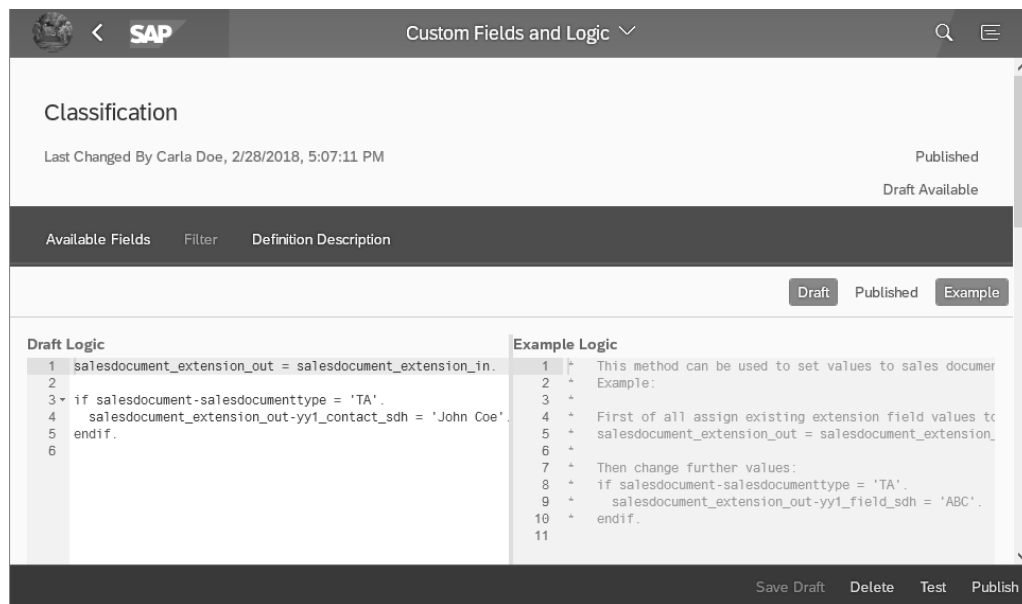 SAP
Custom Fields and Logic
Classification
Last Changed By Carla Doe, 2/28/2018, 5:07:11 PM
Published
Draft Available
Available Fields Filter Definition Description
Draft Published Example
Draft Logic
1 salesdocument_extension_out = salesdocument_extension_in.
2
3 if salesdocument-salesdocumenttype = 'TA'.
4 salesdocument_extension_out-yy1_contact_sdh = 'John Coe'.
5 endif.
6
Example Logic
1 * This method can be used to set values to sales documen
2 * Example:
3 *
4 * First of all assign existing extension field values to
5 * salesdocument_extension_out = salesdocument_extension_
6 *
7 * Then change further values:
8 * if salesdocument-salesdocumenttype = 'TA'.
9 * salesdocument_extension_out-yy1_field_sdh = 'ABC'.
10 * endif.
11
Save Draft Delete Test Publish